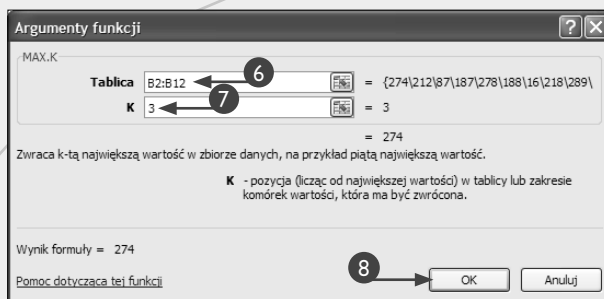 Argumenty funkcji
MAX.K
Tablica B2:B12 6 = {274\212\87\187\278\188\16\218\289\
K 3 7 = 3
= 274
Zwraca k-tą największą wartość w zbiorze danych, na przykład piątą największą wartość.
K - pozycja (licząc od największej wartości) w tablicy lub zakresie
komórek wartości, która ma być zwrócona.
Wynik formuły = 274
8
Pomoc dotycząca tej funkcji OK Anuluj